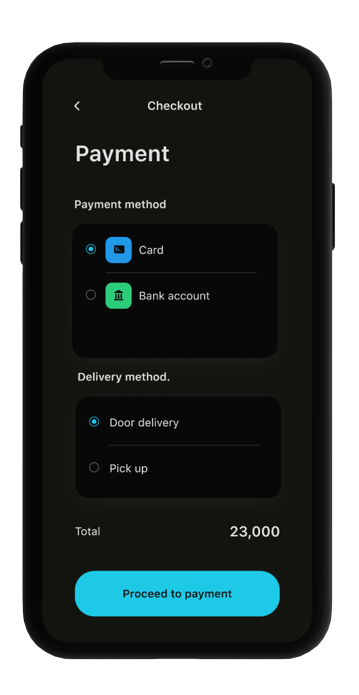 Checkout
Payment
Payment method
Card
Bank account
Delivery method.
Door delivery
Pick up
Total 23,000
Proceed to payment